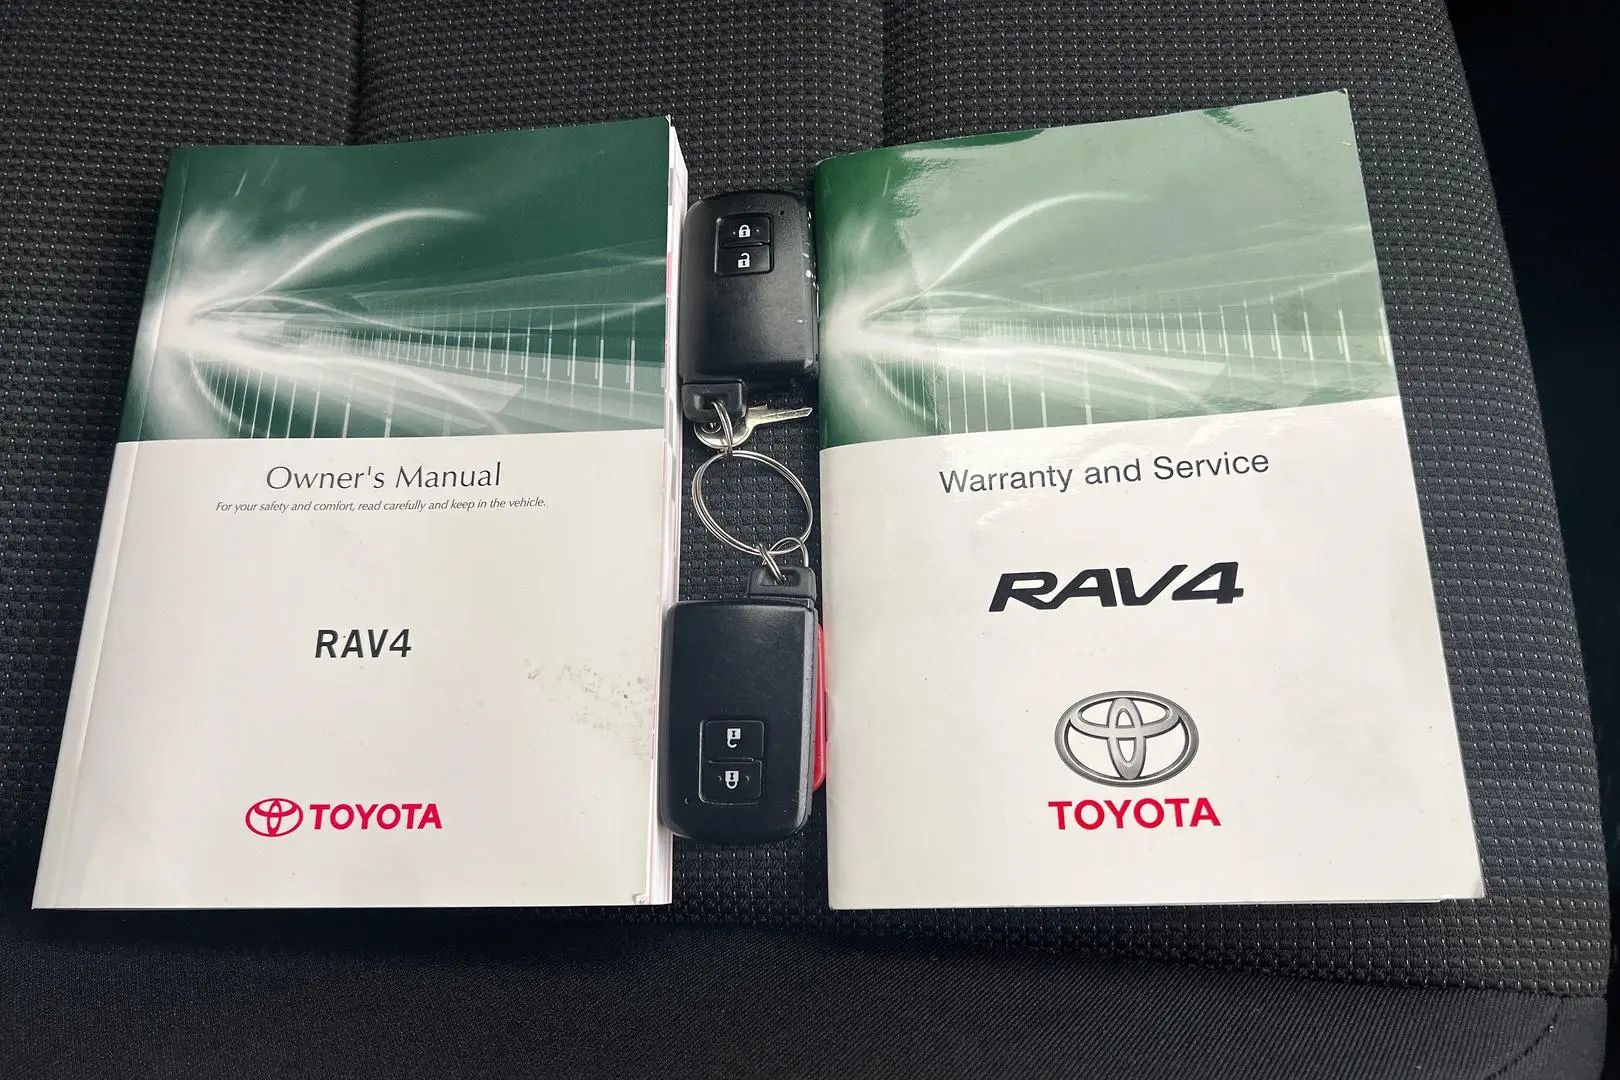 Owner's Manual
For your safety and comfort, read carefully and keep in the vehicle.
RAV4
TOYOTA
Warranty and Service
RAV4
TOYOTA